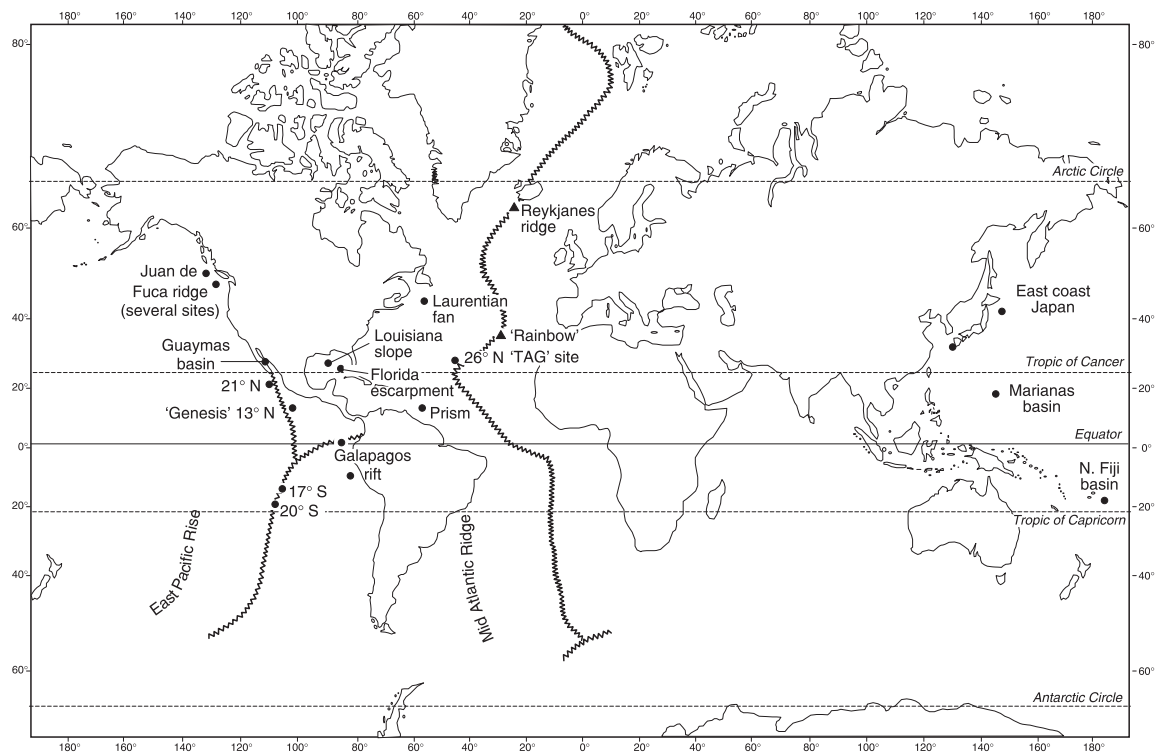 180° 160° 140° 120° 100° 80° 60° 40° 20° 0° 20° 40° 60° 80° 100° 120° 140° 160° 180°
80° 80°
Arctic Circle
Reykjanes
ridge
60° 60°
Juan de
Fuca ridge
(several sites)
Laurentian
fan
East coast
Japan
40° 40°
'Rainbow'
Louisiana
slope
Guaymas
basin
26° N 'TAG' site
Tropic of Cancer
Florida
escarpment
21° N
20° 20°
Marianas
basin
'Genesis' 13° N
Prism
Equator
0° 0°
Galapagos
rift
N. Fiji
basin
17° S
20° S
20° 20°
Tropic of Capricorn
East Pacific Rise
Mid Atlantic Ridge
40° 40°
60° 60°
Antarctic Circle
180° 160° 140° 120° 100° 80° 60° 40° 20° 0° 20° 40° 60° 80° 100° 120° 140° 160° 180°